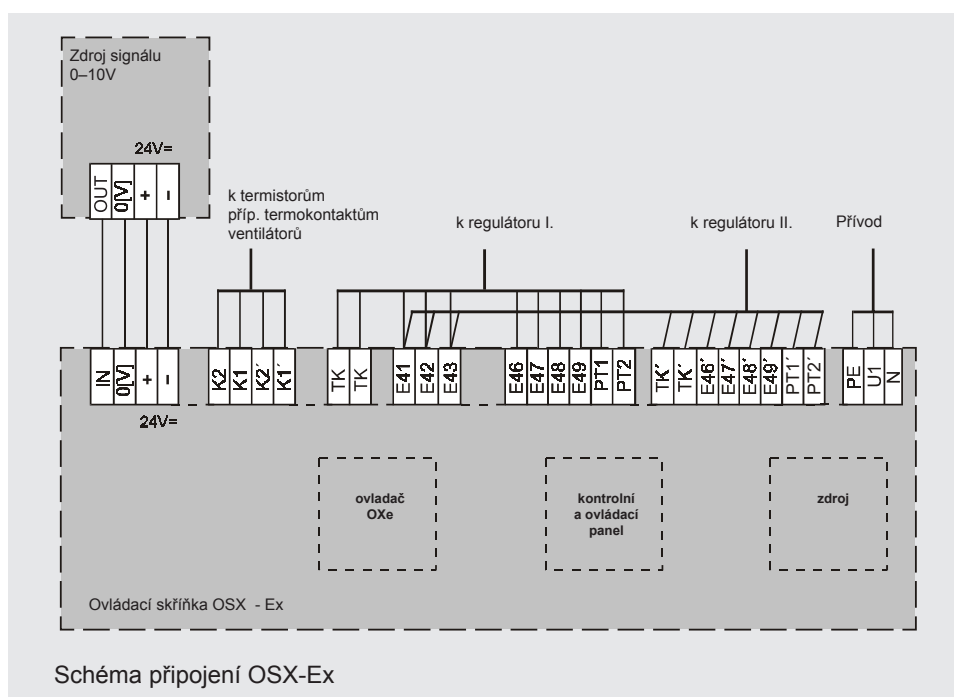 Zdroj signálu
0–10V
24V=
OUT 0[V] + -
k termistorům
příp. termokontaktům
ventilátorů
k regulátoru I.
k regulátoru II.
Přívod
IN 0[V] + -
K2 K1 K2´ K1´
TK TK
E41 E42 E43
E46 E47 E48 E49 PT1 PT2
TK´ TK´ E46´ E47´ E48´ E49´ PT1´ PT2´
PE U1 N
24V=
ovladač
OXe
kontrolní
a ovládací
panel
zdroj
Ovládací skříňka OSX - Ex
Schéma připojení OSX-Ex